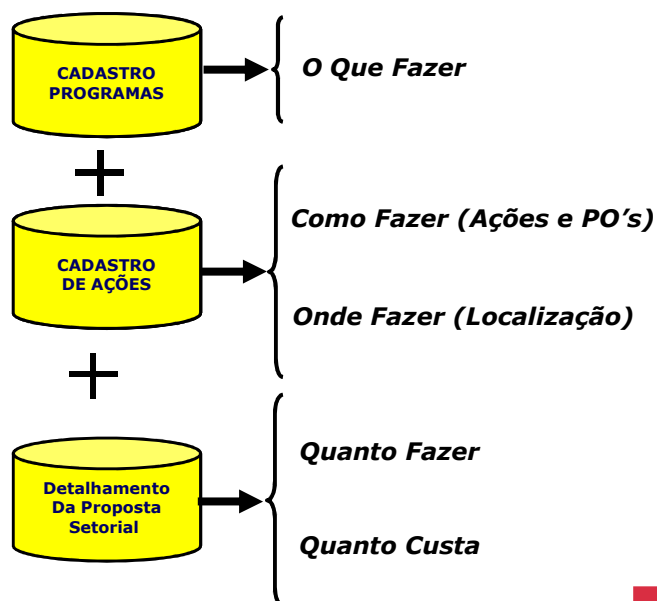 CADASTRO
PROGRAMAS
O Que Fazer
CADASTRO
DE AÇÕES
Como Fazer (Ações e PO’s)
Onde Fazer (Localização)
Detalhamento
Da Proposta
Setorial
Quanto Fazer
Quanto Custa